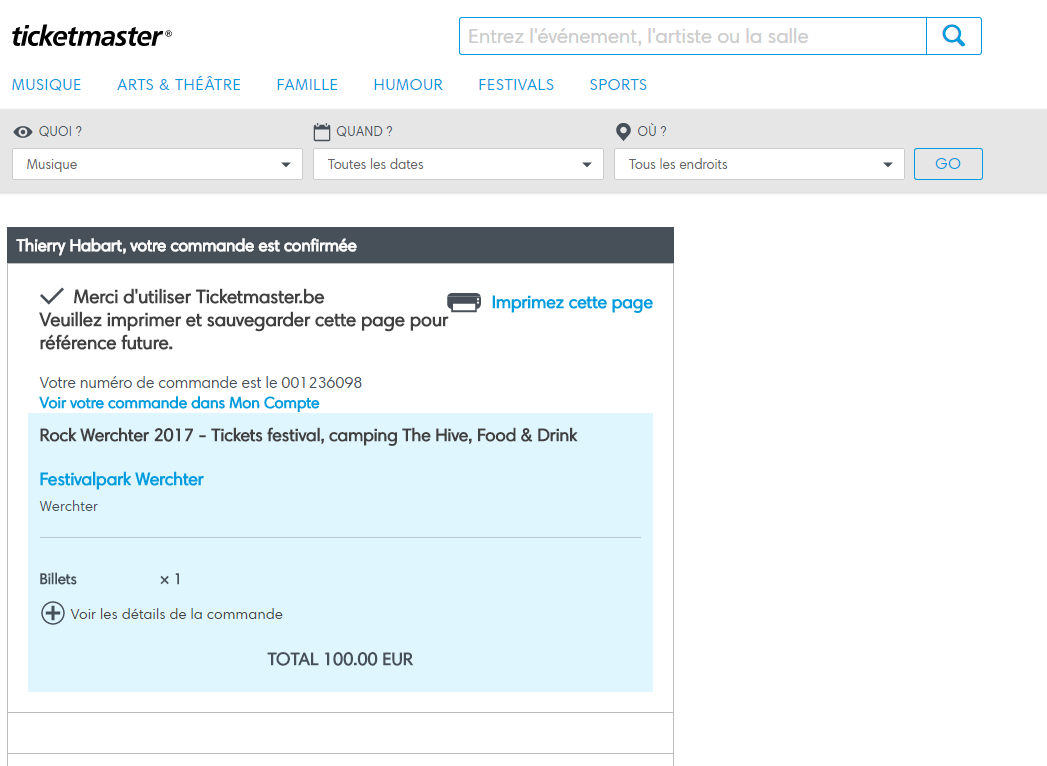 ticketmaster®
Entrez l'événement, l'artiste ou la salle
MUSIQUE ARTS & THÉÂTRE FAMILLE HUMOUR FESTIVALS SPORTS
QUOI ? QUAND ? OÙ ?
Musique Toutes les dates Tous les endroits GO
Thierry Habart, votre commande est confirmée
Merci d'utiliser Ticketmaster.be
Imprimez cette page
Veuillez imprimer et sauvegarder cette page pour
référence future.
Votre numéro de commande est le 001236098
Voir votre commande dans Mon Compte
Rock Werchter 2017 - Tickets festival, camping The Hive, Food & Drink
Festivalpark Werchter
Werchter
Billets × 1
Voir les détails de la commande
TOTAL 100.00 EUR